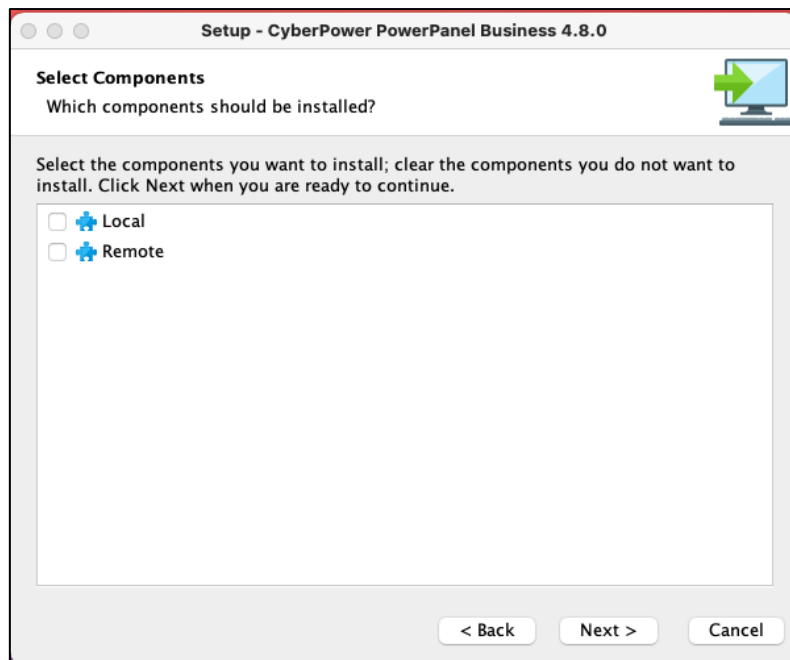 Setup - CyberPower PowerPanel Business 4.8.0
Select Components
Which components should be installed?
Select the components you want to install; clear the components you do not want to
install. Click Next when you are ready to continue.
Local
Remote
< Back Next > Cancel